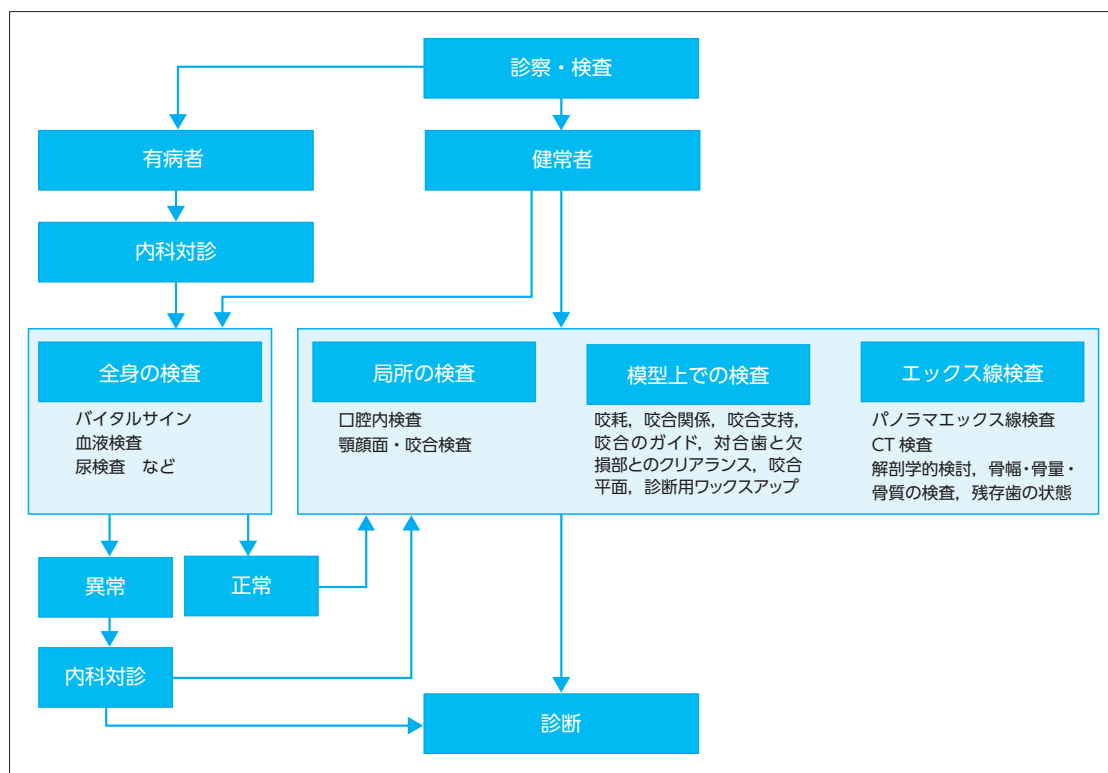 診察・検査
有病者
健常者
内科対診
全身の検査
バイタルサイン
血液検査
尿検査　など
局所の検査
口腔内検査
顎顔面・咬合検査
模型上での検査
咬耗，咬合関係，咬合支持，
咬合のガイド，対合歯と欠
損部とのクリアランス，咬合
平面，診断用ワックスアップ
エックス線検査
パノラマエックス線検査
CT 検査
解剖学的検討，骨幅・骨量・
骨質の検査，残存歯の状態
異常
正常
内科対診
診断